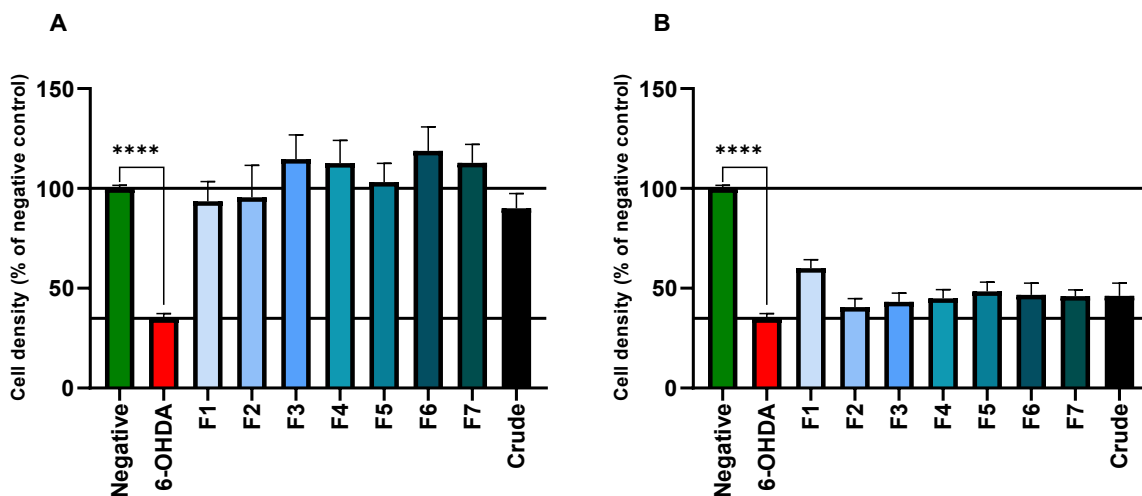 A
Cell density (% of negative control)
150
100
50
0
****
Negative
6-OHDA
F1
F2
F3
F4
F5
F6
F7
Crude
B
Cell density (% of negative control)
150
100
50
0
****
Negative
6-OHDA
F1
F2
F3
F4
F5
F6
F7
Crude